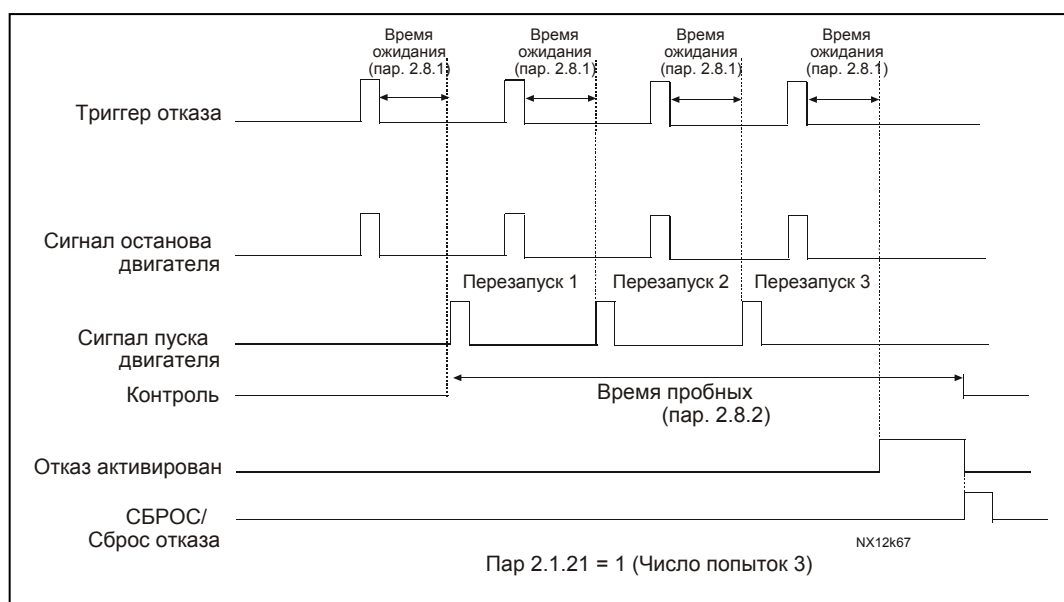 Время
ожидания
(пар. 2.8.1)
Время
ожидания
(пар. 2.8.1)
Время
ожидания
(пар. 2.8.1)
Время
ожидания
(пар. 2.8.1)
Триггер отказа
Сигнал останова
двигателя
Перезапуск 1
Перезапуск 2
Перезапуск 3
Сигпал пуска
двигателя
Контроль
Время пробных
(пар. 2.8.2)
Отказ активирован
СБРОС/
Сброс отказа
NX12k67
Пар 2.1.21 = 1 (Число попыток 3)